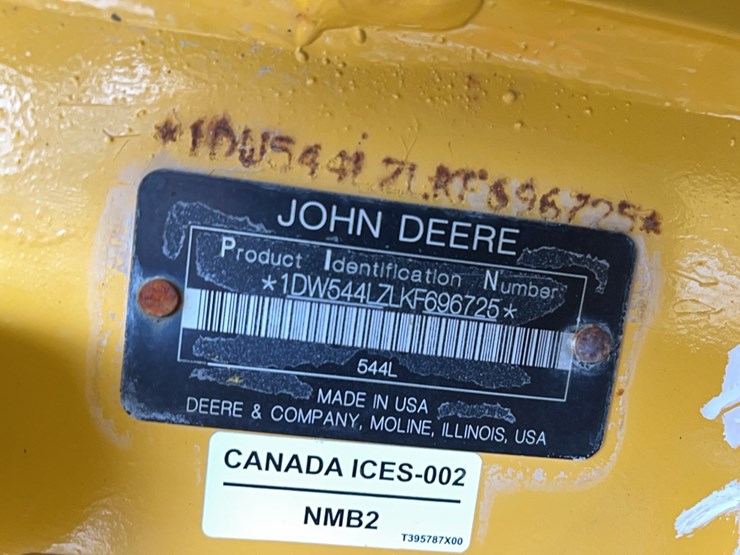 *1DW544LZLKF696725*
JOHN DEERE
Product Identification Number
*1DW544LZLKF696725*
544L
MADE IN USA
DEERE & COMPANY, MOLINE, ILLINOIS, USA
CANADA ICES-002
NMB2
T395787X00